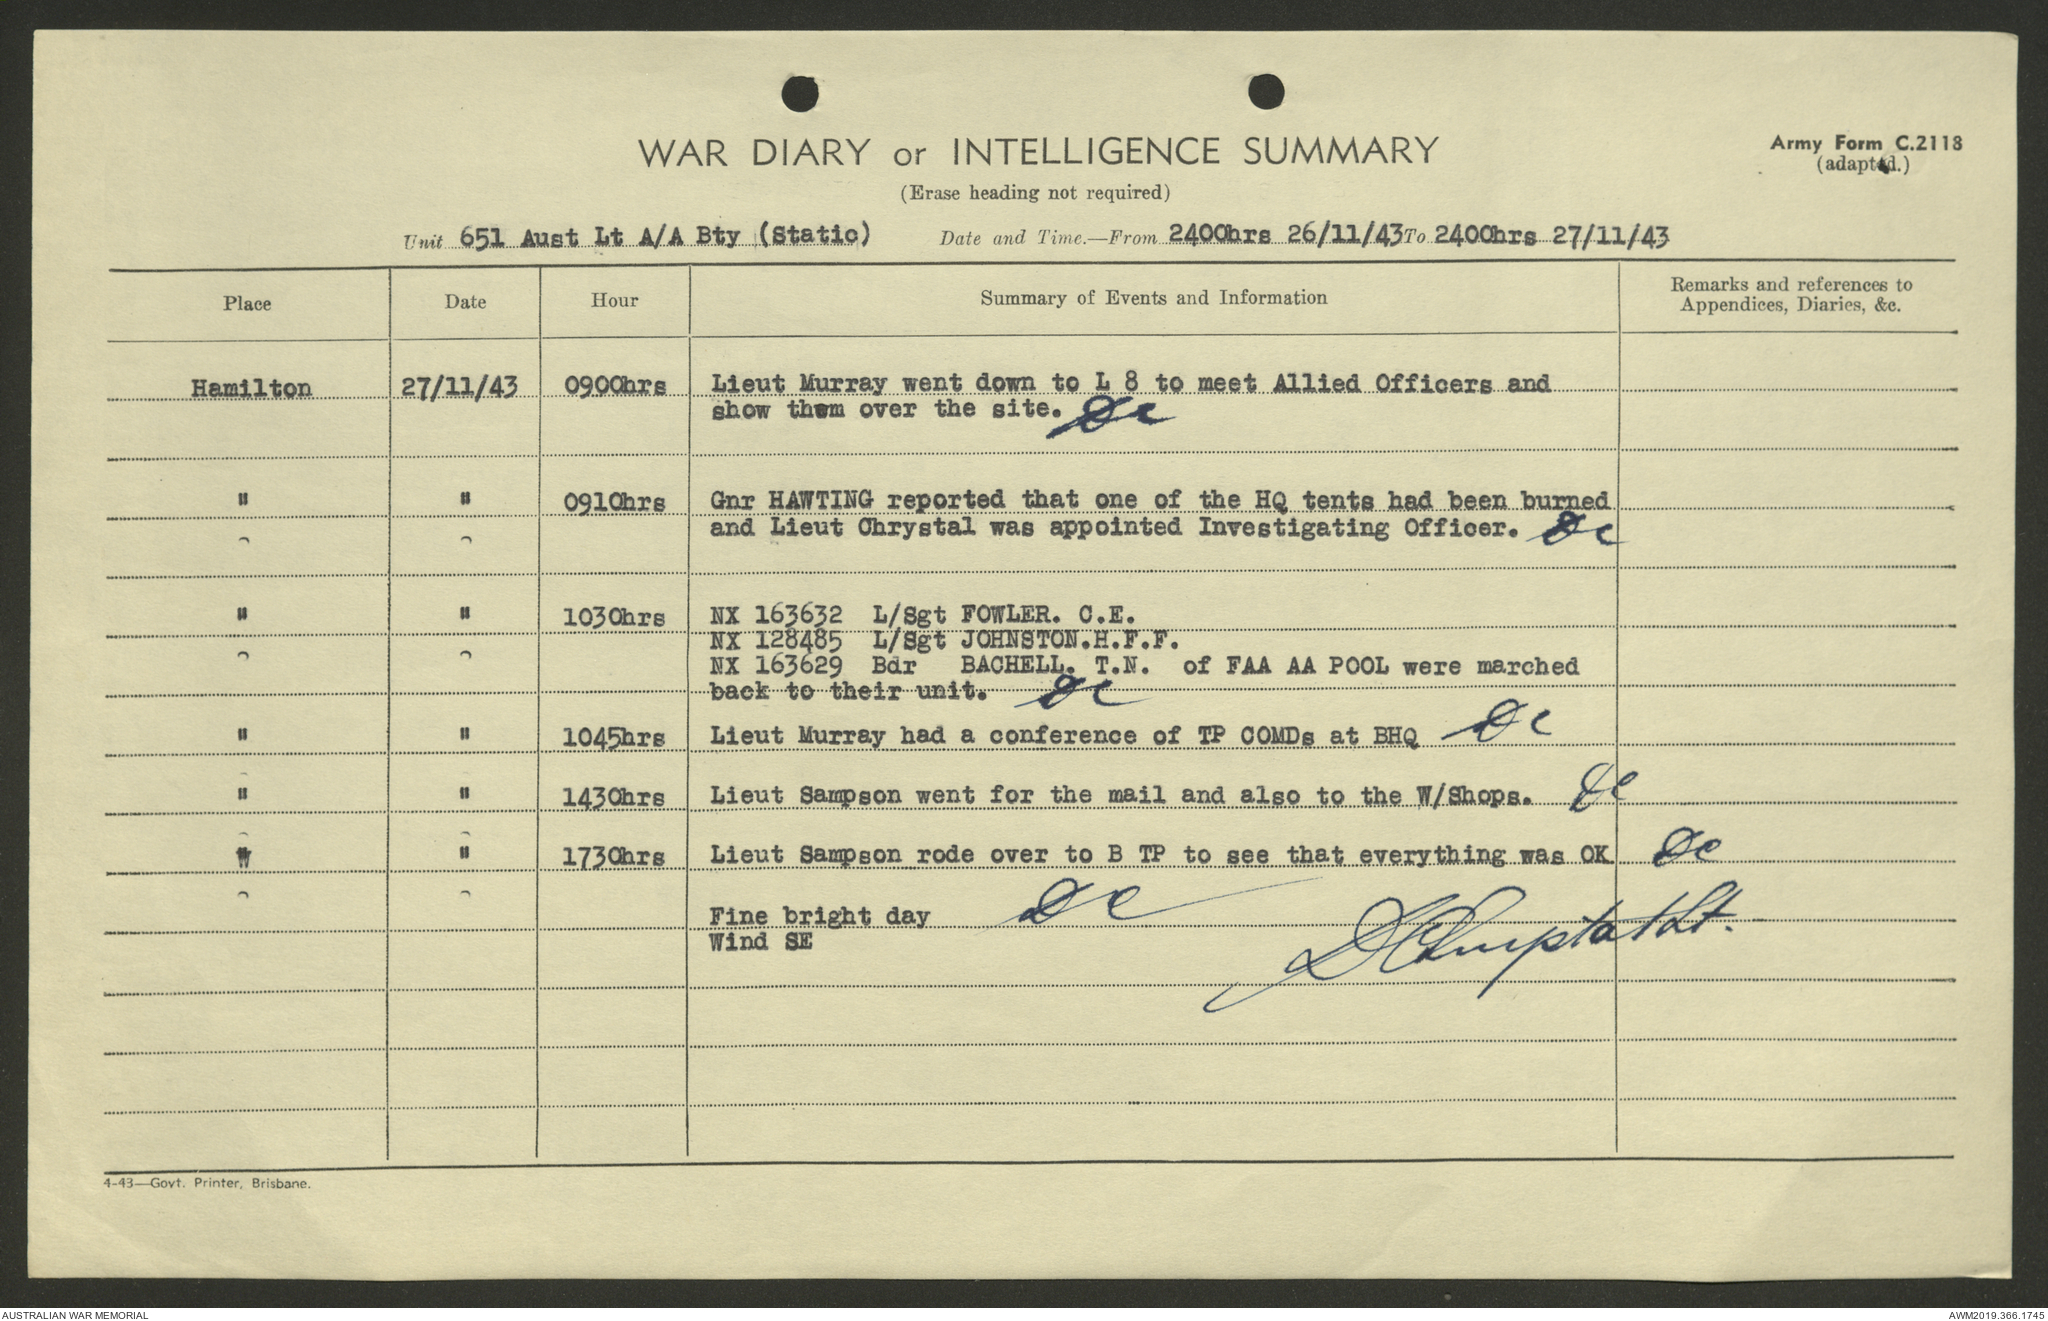 WAR DIARY or INTELLIGENCE SUMMARY
Army Form C.2118
(adapted.)
(Erase heading not required)
Unit 651 Aust Lt A/A Bty (Static) Date and Time.—From 2400hrs 26/11/43 To 2400hrs 27/11/43
Place Date Hour Summary of Events and Information Remarks and references to
Appendices, Diaries, &c.
Hamilton 27/11/43 0900hrs Lieut Murray went down to L 8 to meet Allied Officers and
show them over the site. DC
" " 0910hrs Gnr HAWTING reported that one of the HQ tents had been burned
and Lieut Chrystal was appointed Investigating Officer. DC
" " 1030hrs NX 163632 L/Sgt FOWLER. C.E.
NX 128485 L/Sgt JOHNSTON.H.F.F.
NX 163629 Bdr BACHELL. T.N. of FAA AA POOL were marched
back to their unit. DC
" " 1045hrs Lieut Murray had a conference of TP COMDs at BHQ DC
" " 1430hrs Lieut Sampson went for the mail and also to the W/Shops. DC
" " 1730hrs Lieut Sampson rode over to B TP to see that everything was OK DC
Fine bright day DC
Wind SE
Lt.
4-43—Govt. Printer, Brisbane.
AUSTRALIAN WAR MEMORIAL AWM2019.366.1745